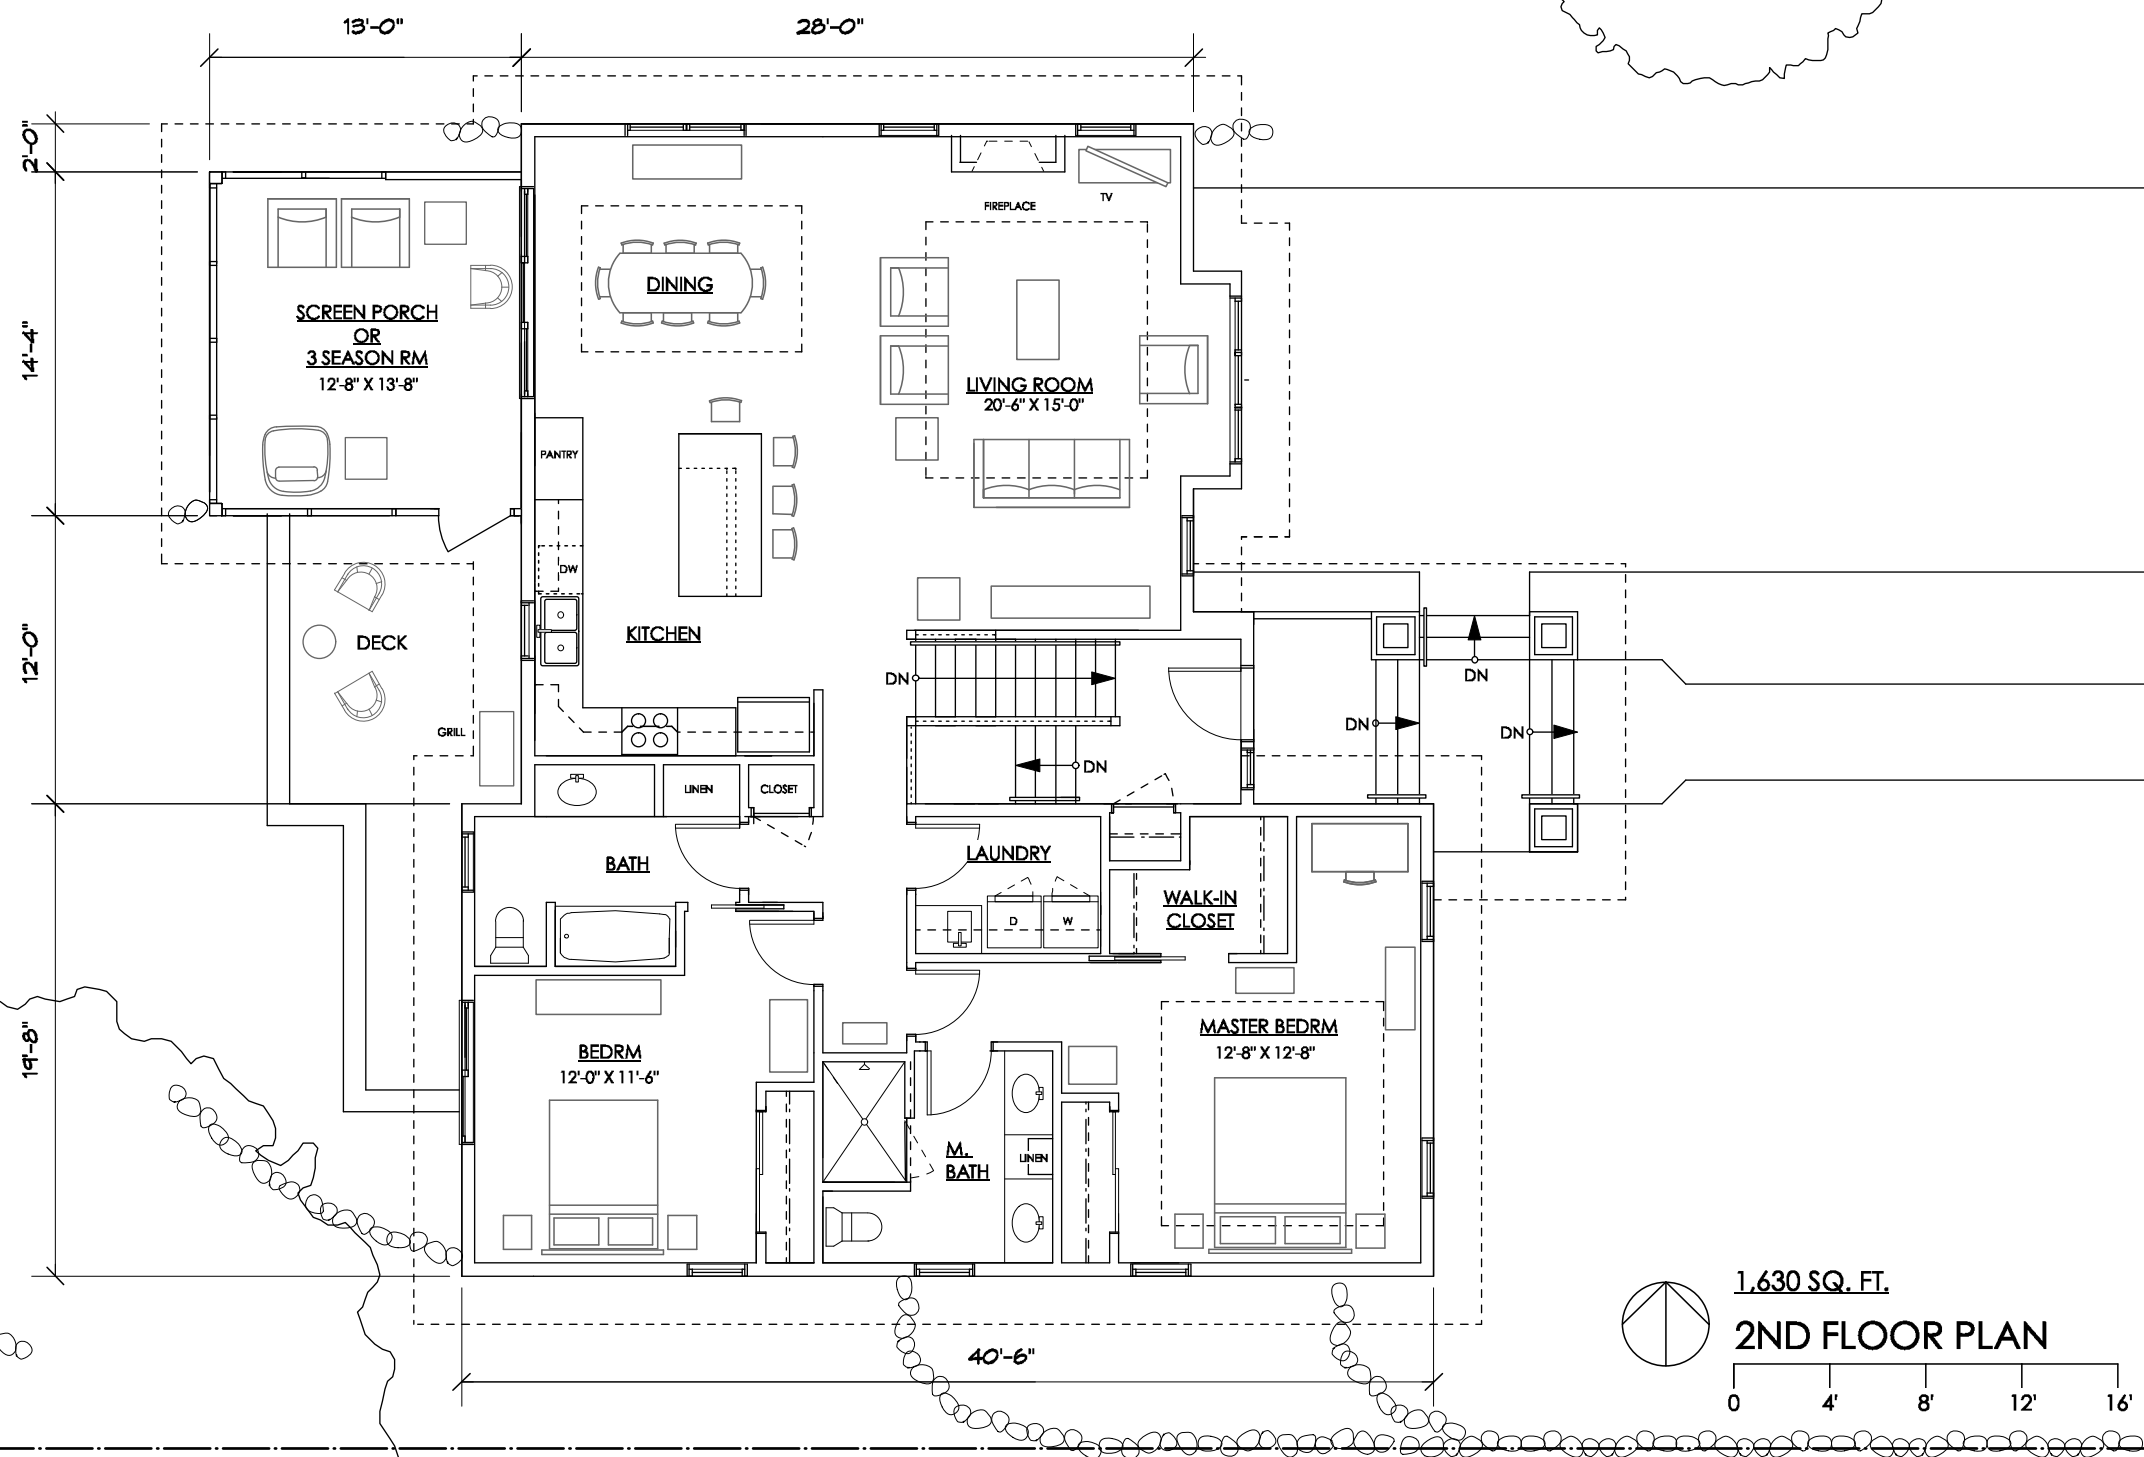 13'-0"
28'-0"
2'-0"
TV
FIREPLACE
DINING
SCREEN PORCH
OR
3 SEASON RM
12'-8" X 13'-8"
14'-4"
LIVING ROOM
20'-6" X 15'-0"
PANTRY
DW
KITCHEN
DECK
12'-0"
GRILL
DN
DN
DN
DN
DN
LINEN
CLOSET
BATH
LAUNDRY
D
W
WALK-IN
CLOSET
19'-8"
BEDRM
12'-0" X 11'-6"
MASTER BEDRM
12'-8" X 12'-8"
M.
BATH
LINEN
40'-6"
1,630 SQ. FT.
2ND FLOOR PLAN
0 4' 8' 12' 16'